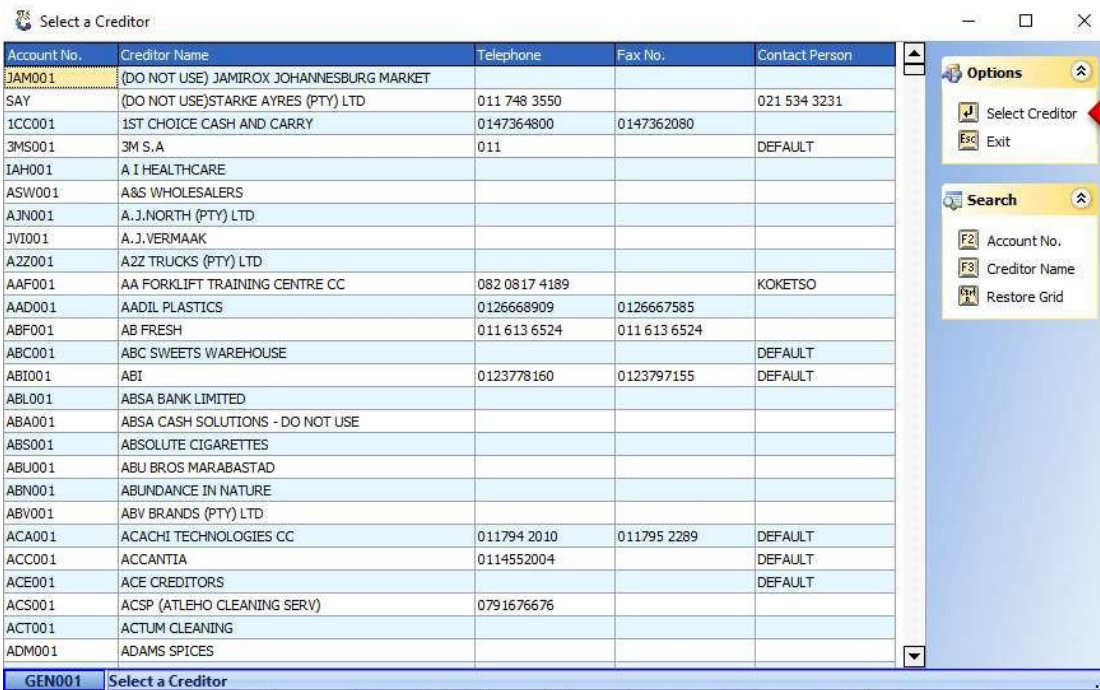 Select a Creditor
Account No. Creditor Name Telephone Fax No. Contact Person
JAM001 (DO NOT USE) JAMIROX JOHANNESBURG MARKET
SAY (DO NOT USE)STARKE AYRES (PTY) LTD 011 748 3550 021 534 3231
1CC001 1ST CHOICE CASH AND CARRY 0147364800 0147362080
3MS001 3M S.A 011 DEFAULT
IAH001 A I HEALTHCARE
ASW001 A&S WHOLESALERS
AJN001 A.J.NORTH (PTY) LTD
JVI001 A.J.VERMAAK
A2Z001 A2Z TRUCKS (PTY) LTD
AAF001 AA FORKLIFT TRAINING CENTRE CC 082 0817 4189 KOKETSO
AAD001 AADIL PLASTICS 0126668909 0126667585
ABF001 AB FRESH 011 613 6524 011 613 6524
ABC001 ABC SWEETS WAREHOUSE DEFAULT
ABI001 ABI 0123778160 0123797155 DEFAULT
ABL001 ABSA BANK LIMITED
ABA001 ABSA CASH SOLUTIONS - DO NOT USE
ABS001 ABSOLUTE CIGARETTES
ABU001 ABU BROS MARABASTAD
ABN001 ABUNDANCE IN NATURE
ABV001 ABV BRANDS (PTY) LTD
ACA001 ACACHI TECHNOLOGIES CC 011794 2010 011795 2289 DEFAULT
ACC001 ACCANTIA 0114552004 DEFAULT
ACE001 ACE CREDITORS DEFAULT
ACS001 ACSP (ATLEHO CLEANING SERV) 0791676676
ACT001 ACTUM CLEANING
ADM001 ADAMS SPICES
Options
Select Creditor
Esc Exit
Search
F2 Account No.
F3 Creditor Name
Restore Grid
GEN001 Select a Creditor